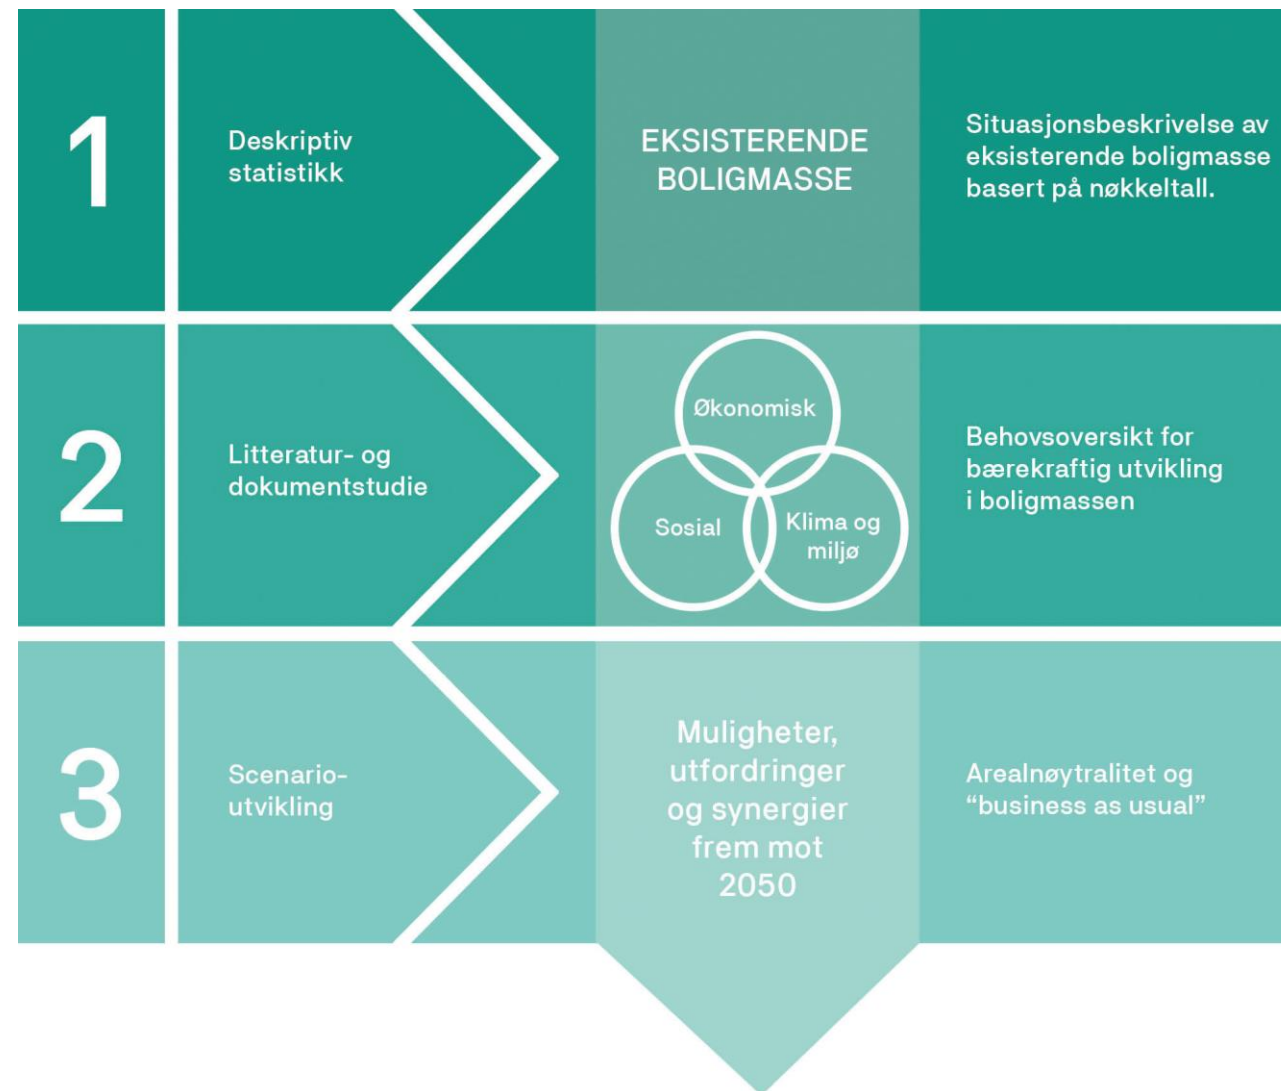 1
Deskriptiv
statistikk
EKSISTERENDE
BOLIGMASSE
Situasjonsbeskrivelse av
eksisterende boligmasse
basert på nøkkeltall.
2
Litteratur- og
dokumentstudie
Økonomisk
Sosial
Klima og
miljø
Behovsoversikt for
bærekraftig utvikling
i boligmassen
3
Scenario-
utvikling
Muligheter,
utfordringer
og synergier
frem mot
2050
Arealnøytralitet og
“business as usual”